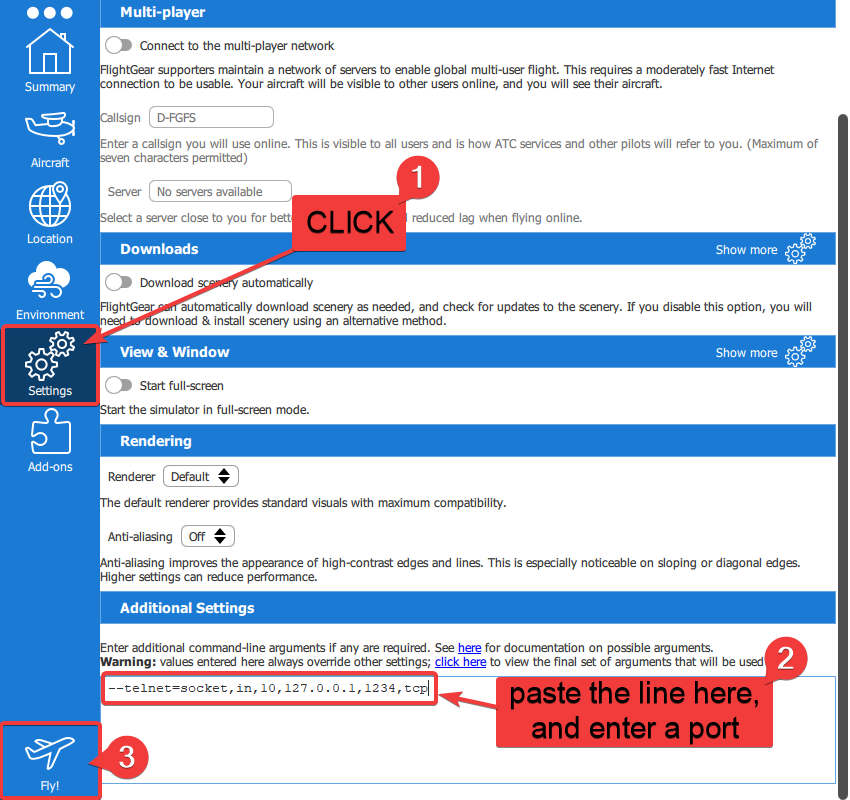 Multi-player
Connect to the multi-player network
FlightGear supporters maintain a network of servers to enable global multi-user flight. This requires a moderately fast Internet
connection to be usable. Your aircraft will be visible to other users online, and you will see their aircraft.
Callsign D-FGFS
Enter a callsign you will use online. This is visible to all users and is how ATC services and other pilots will refer to you. (Maximum of
seven characters permitted)
Server No servers available
Select a server close to you for reduced lag when flying online.
1
CLICK
Downloads Show more
Download scenery automatically
FlightGear can automatically download scenery as needed, and check for updates to the scenery. If you disable this option, you will
need to download & install scenery using an alternative method.
View & Window Show more
Start full-screen
Start the simulator in full-screen mode.
Rendering
Renderer Default
The default renderer provides standard visuals with maximum compatibility.
Anti-aliasing Off
Anti-aliasing improves the appearance of high-contrast edges and lines. This is especially noticeable on sloping or diagonal edges.
Higher settings can reduce performance.
Additional Settings
Enter additional command-line arguments if any are required. See here for documentation on possible arguments.
Warning: values entered here always override other settings; click here to view the final set of arguments that will be used
--telnet=socket,in,10,127.0.0.1,1234,tcp
2
paste the line here,
and enter a port
Summary
Aircraft
Location
Environment
Settings
Add-ons
Fly!
3